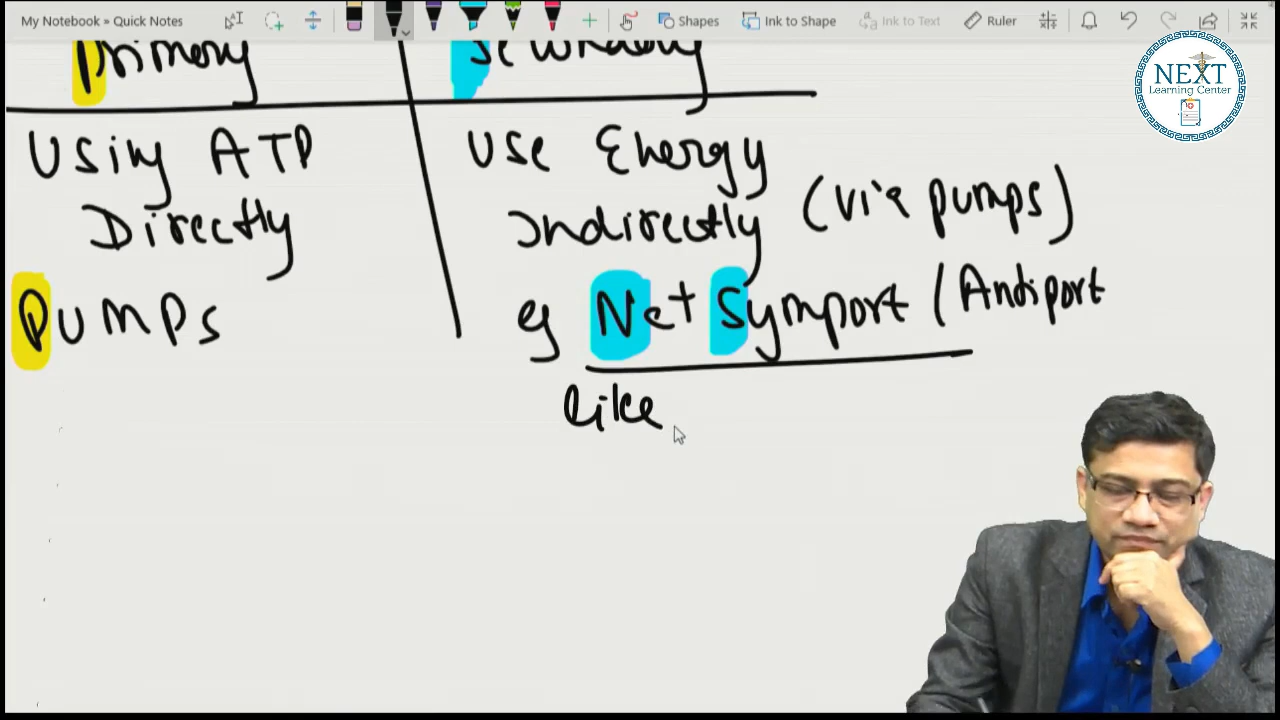 My Notebook » Quick Notes
Shapes Ink to Shape Ink to Text Ruler
NEXT
Learning Center
Primary Secondary
Using ATP Use Energy
Directly Indirectly (via pumps)
Pumps eg Na+ Symport / Antiport
like